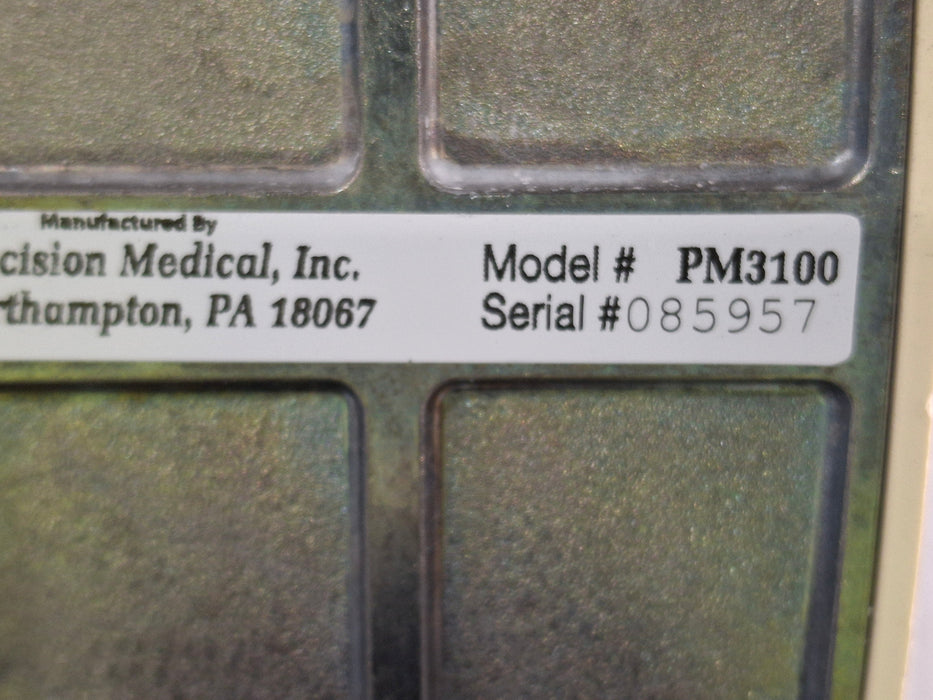 Manufactured By
cision Medical, Inc.
rthampton, PA 18067
Model # PM3100
Serial # 085957